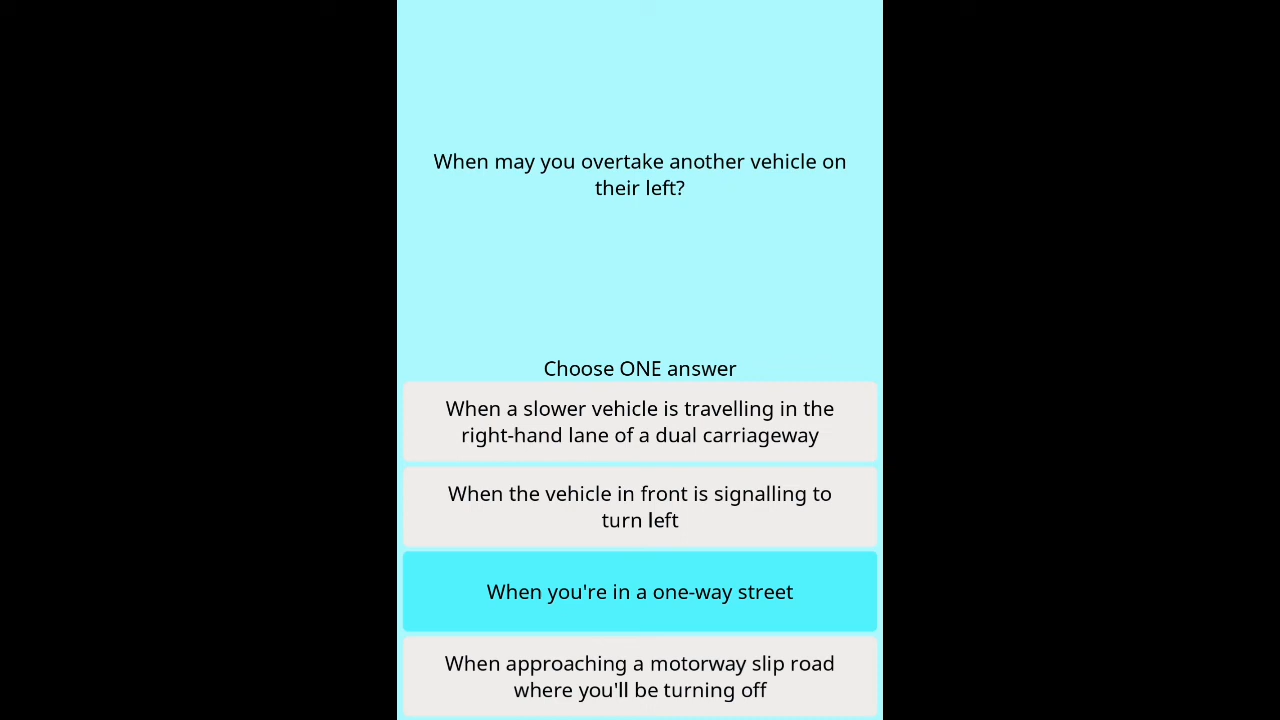 When may you overtake another vehicle on
their left?
Choose ONE answer
When a slower vehicle is travelling in the
right-hand lane of a dual carriageway
When the vehicle in front is signalling to
turn left
When you're in a one-way street
When approaching a motorway slip road
where you'll be turning off